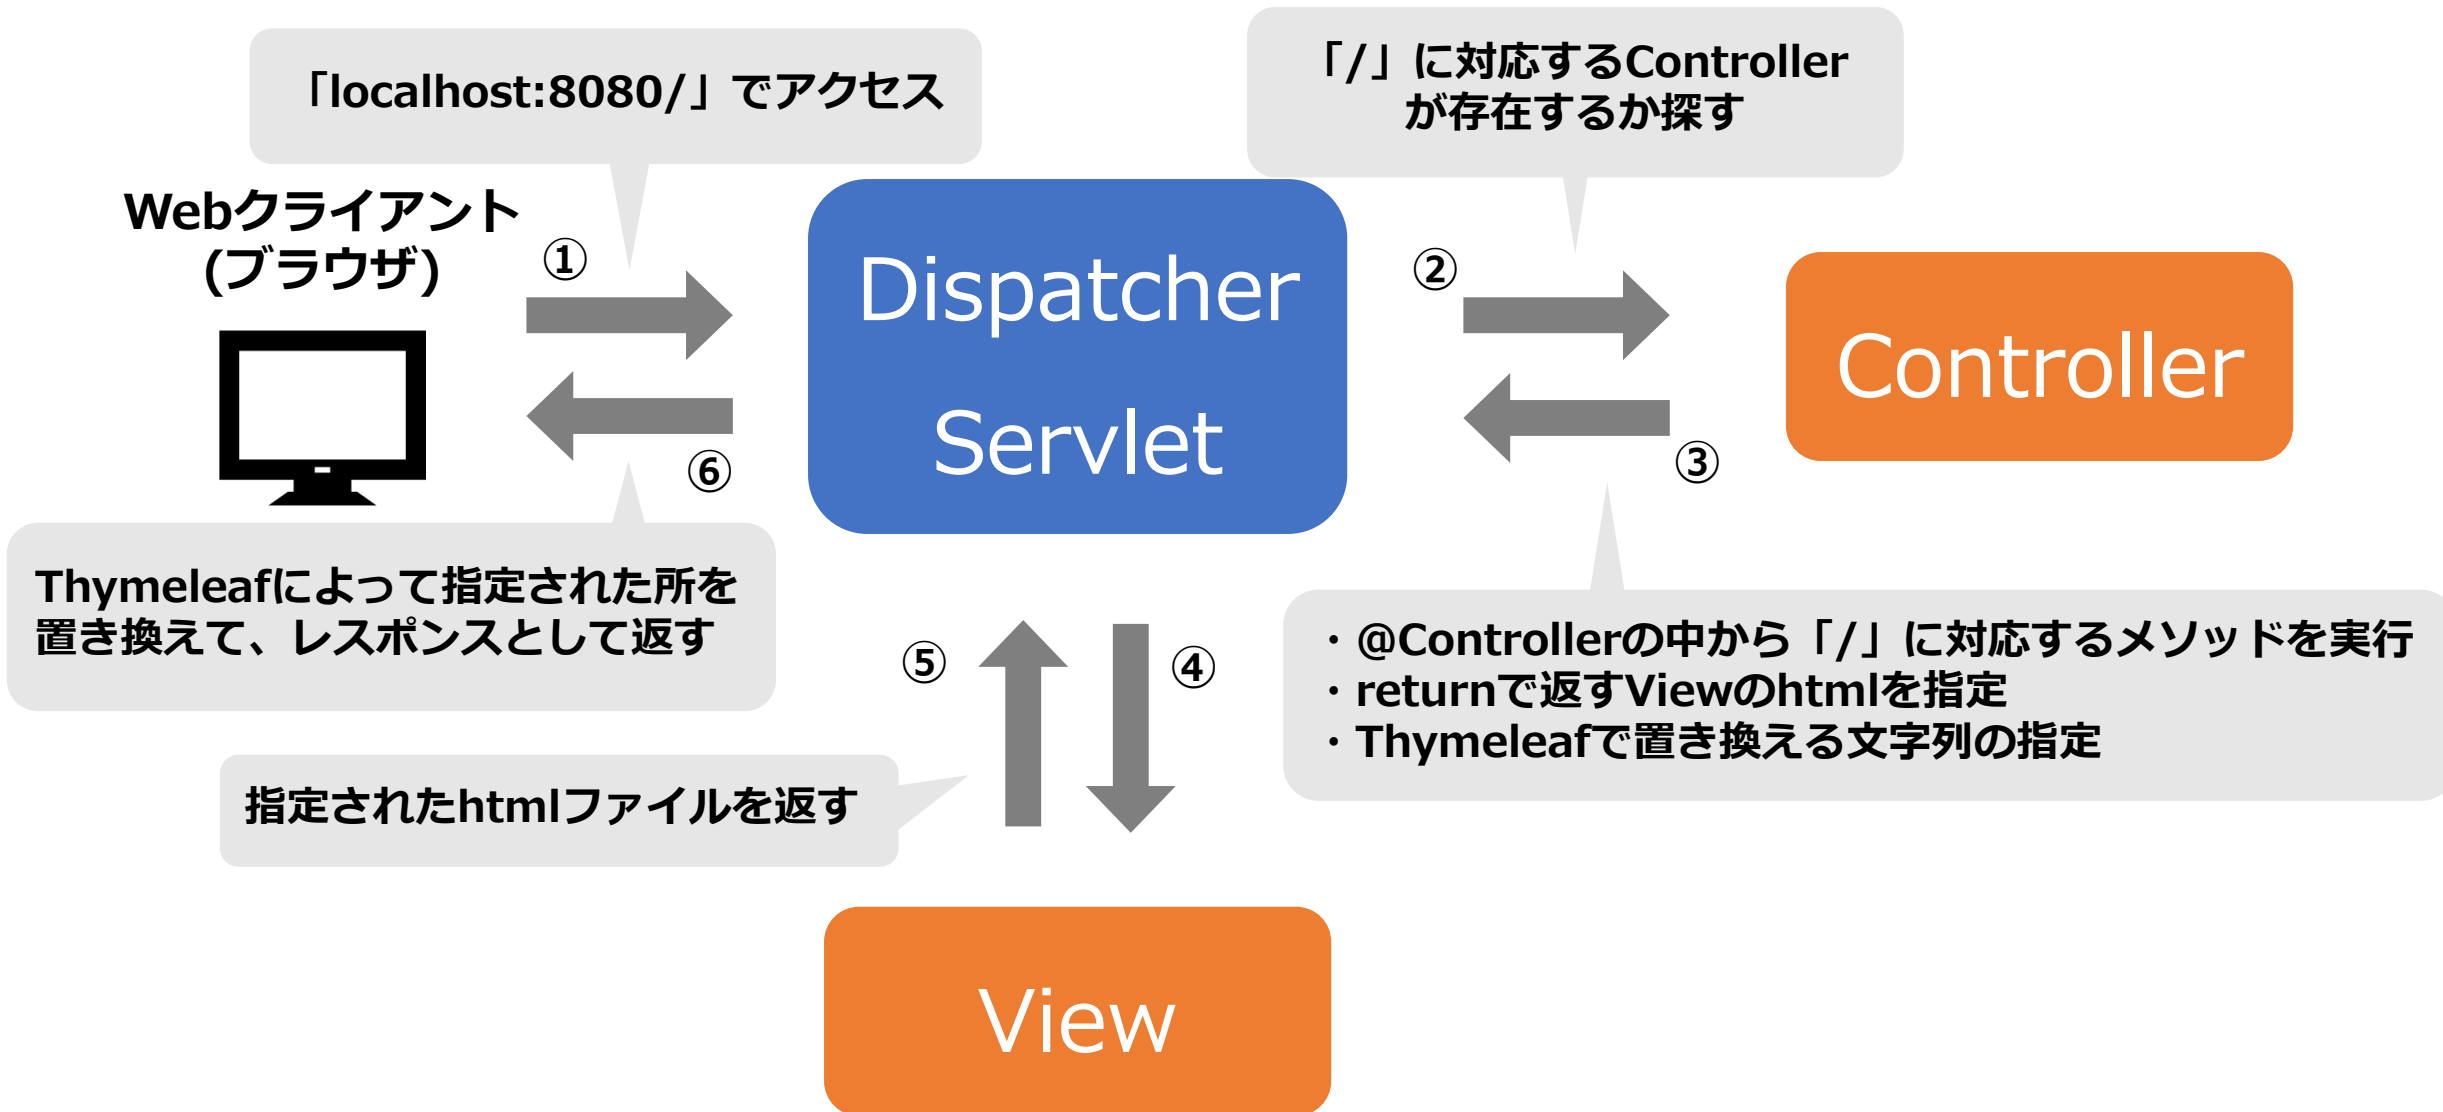 「localhost:8080/」でアクセス
「/」に対応するController
が存在するか探す
Webクライアント
(ブラウザ)
①
Dispatcher
Servlet
②
Controller
⑥
③
Thymeleafによって指定された所を
置き換えて、レスポンスとして返す
⑤
④
・@Controllerの中から「/」に対応するメソッドを実行
・returnで返すViewのhtmlを指定
・Thymeleafで置き換える文字列の指定
指定されたhtmlファイルを返す
View